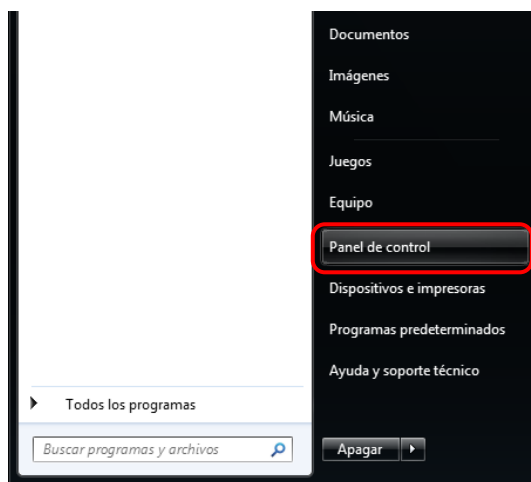 Documentos
Imágenes
Música
Juegos
Equipo
Panel de control
Dispositivos e impresoras
Programas predeterminados
Ayuda y soporte técnico
Todos los programas
Buscar programas y archivos
Apagar